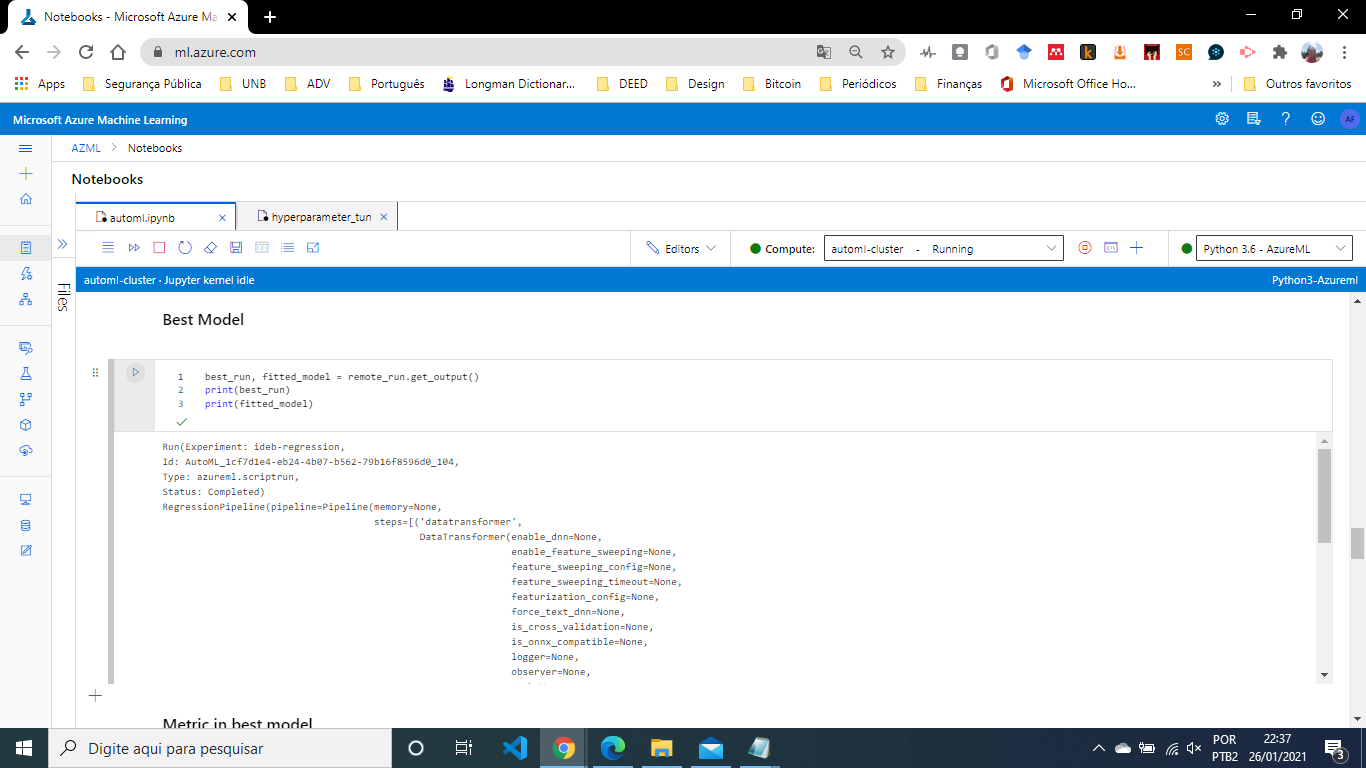 Notebooks - Microsoft Azure Ma
ml.azure.com
Apps
Segurança Pública
UNB
ADV
Português
Longman Dictionar...
DEED
Design
Bitcoin
Periódicos
Finanças
Microsoft Office Ho...
Outros favoritos
Microsoft Azure Machine Learning
AF
AZML > Notebooks
Notebooks
automl.ipynb
hyperparameter_tun
Editors
Compute:
automl-cluster - Running
Python 3.6 - AzureML
automl-cluster · Jupyter kernel idle
Python3-Azureml
Files
Best Model
1 best_run, fitted_model = remote_run.get_output()
2 print(best_run)
3 print(fitted_model)
Run(Experiment: ideb-regression,
Id: AutoML_1cf7d1e4-eb24-4b07-b562-79b16f8596d0_104,
Type: azureml.scriptrun,
Status: Completed)
RegressionPipeline(pipeline=Pipeline(memory=None,
steps=[('datatransformer',
DataTransformer(enable_dnn=None,
enable_feature_sweeping=None,
feature_sweeping_config=None,
feature_sweeping_timeout=None,
featurization_config=None,
force_text_dnn=None,
is_cross_validation=None,
is_onnx_compatible=None,
logger=None,
observer=None,
Metric in best model
Digite aqui para pesquisar
POR
PTB2
22:37
26/01/2021
3